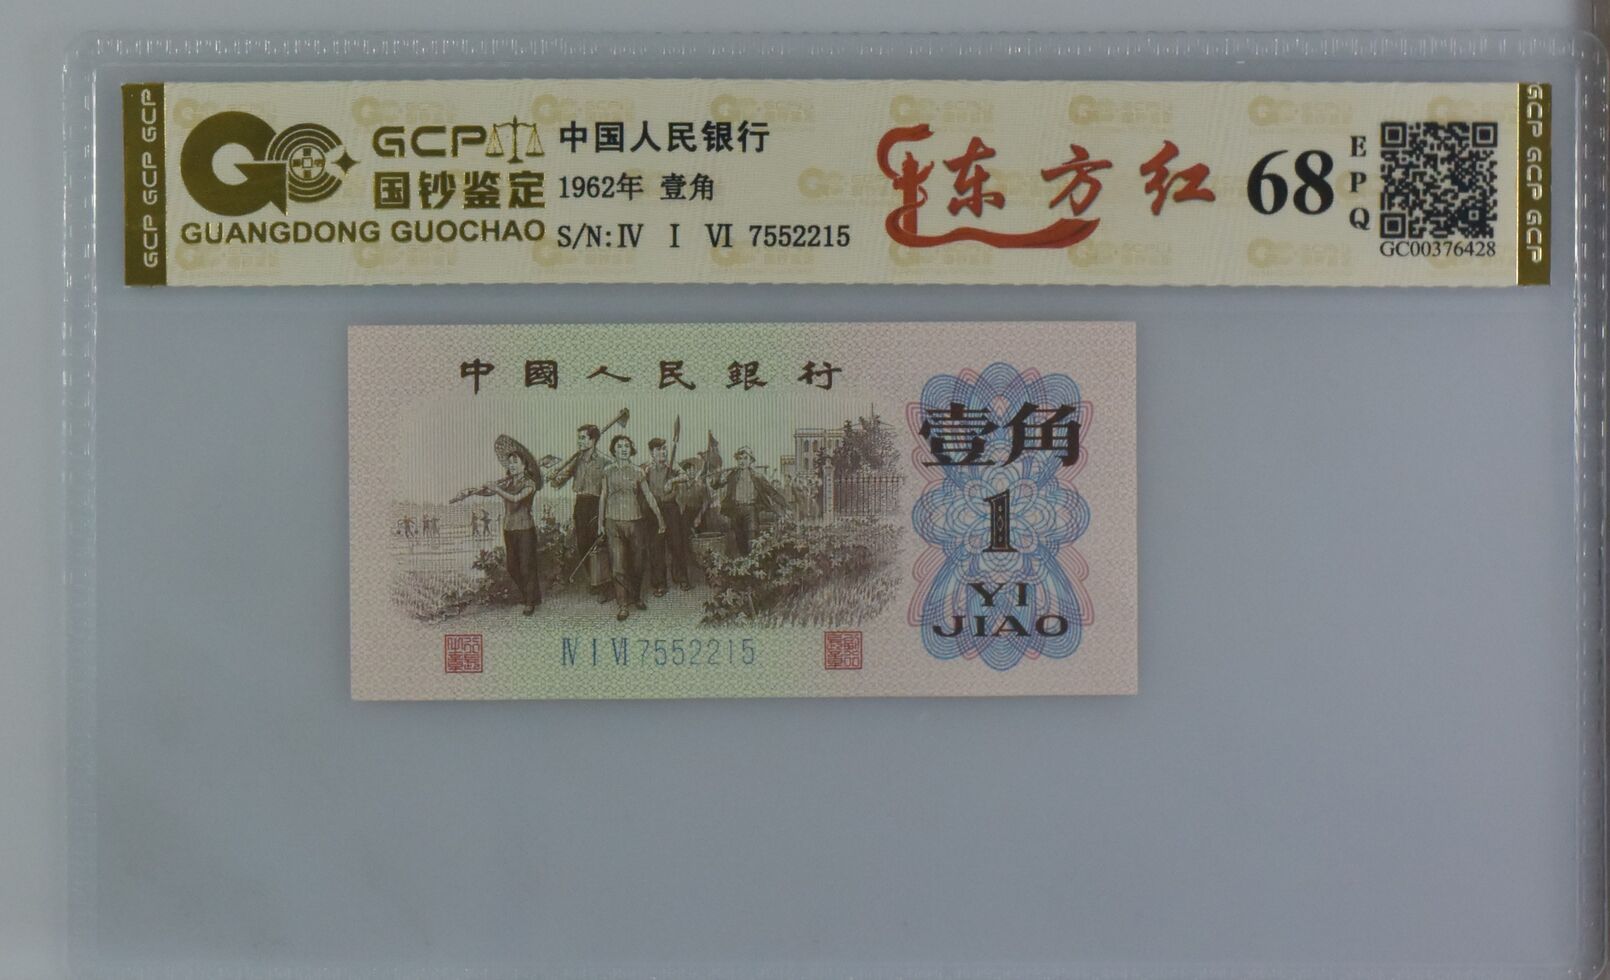 GCP GCP GCP
GCP
国钞鉴定
GUANGDONG GUOCHAO
中国人民银行
1962年 壹角
S/N:Ⅳ Ⅰ Ⅵ 7552215
东方红
68
EPQ
GC00376428
GCP GCP GCP
中國人民銀行
壹角
1
YI
JIAO
Ⅳ Ⅰ Ⅵ 7552215